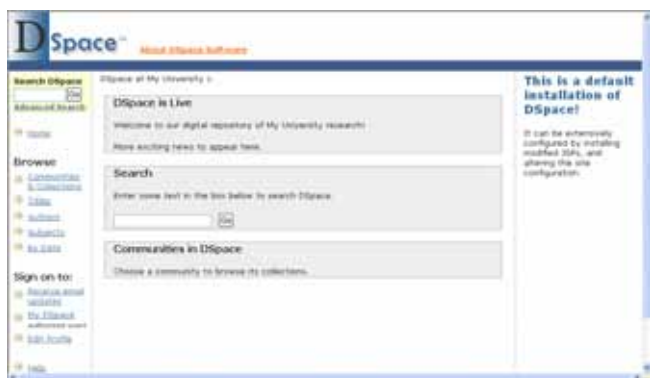 DSpace™
About DSpace Software
Search DSpace
Go
Advanced Search
Home
Browse
Communities
& Collections
Titles
Authors
Subjects
By Date
Sign on to:
Receive email
updates
My DSpace
authorized users
Edit Profile
Help
DSpace at My University >
DSpace is Live
Welcome to our digital repository of My University research!
More exciting news to appear here.
Search
Enter some text in the box below to search DSpace.
Go
Communities in DSpace
Choose a community to browse its collections.
This is a default
installation of
DSpace!
It can be extensively
configured by installing
modified JSPs, and
altering the site
configuration.